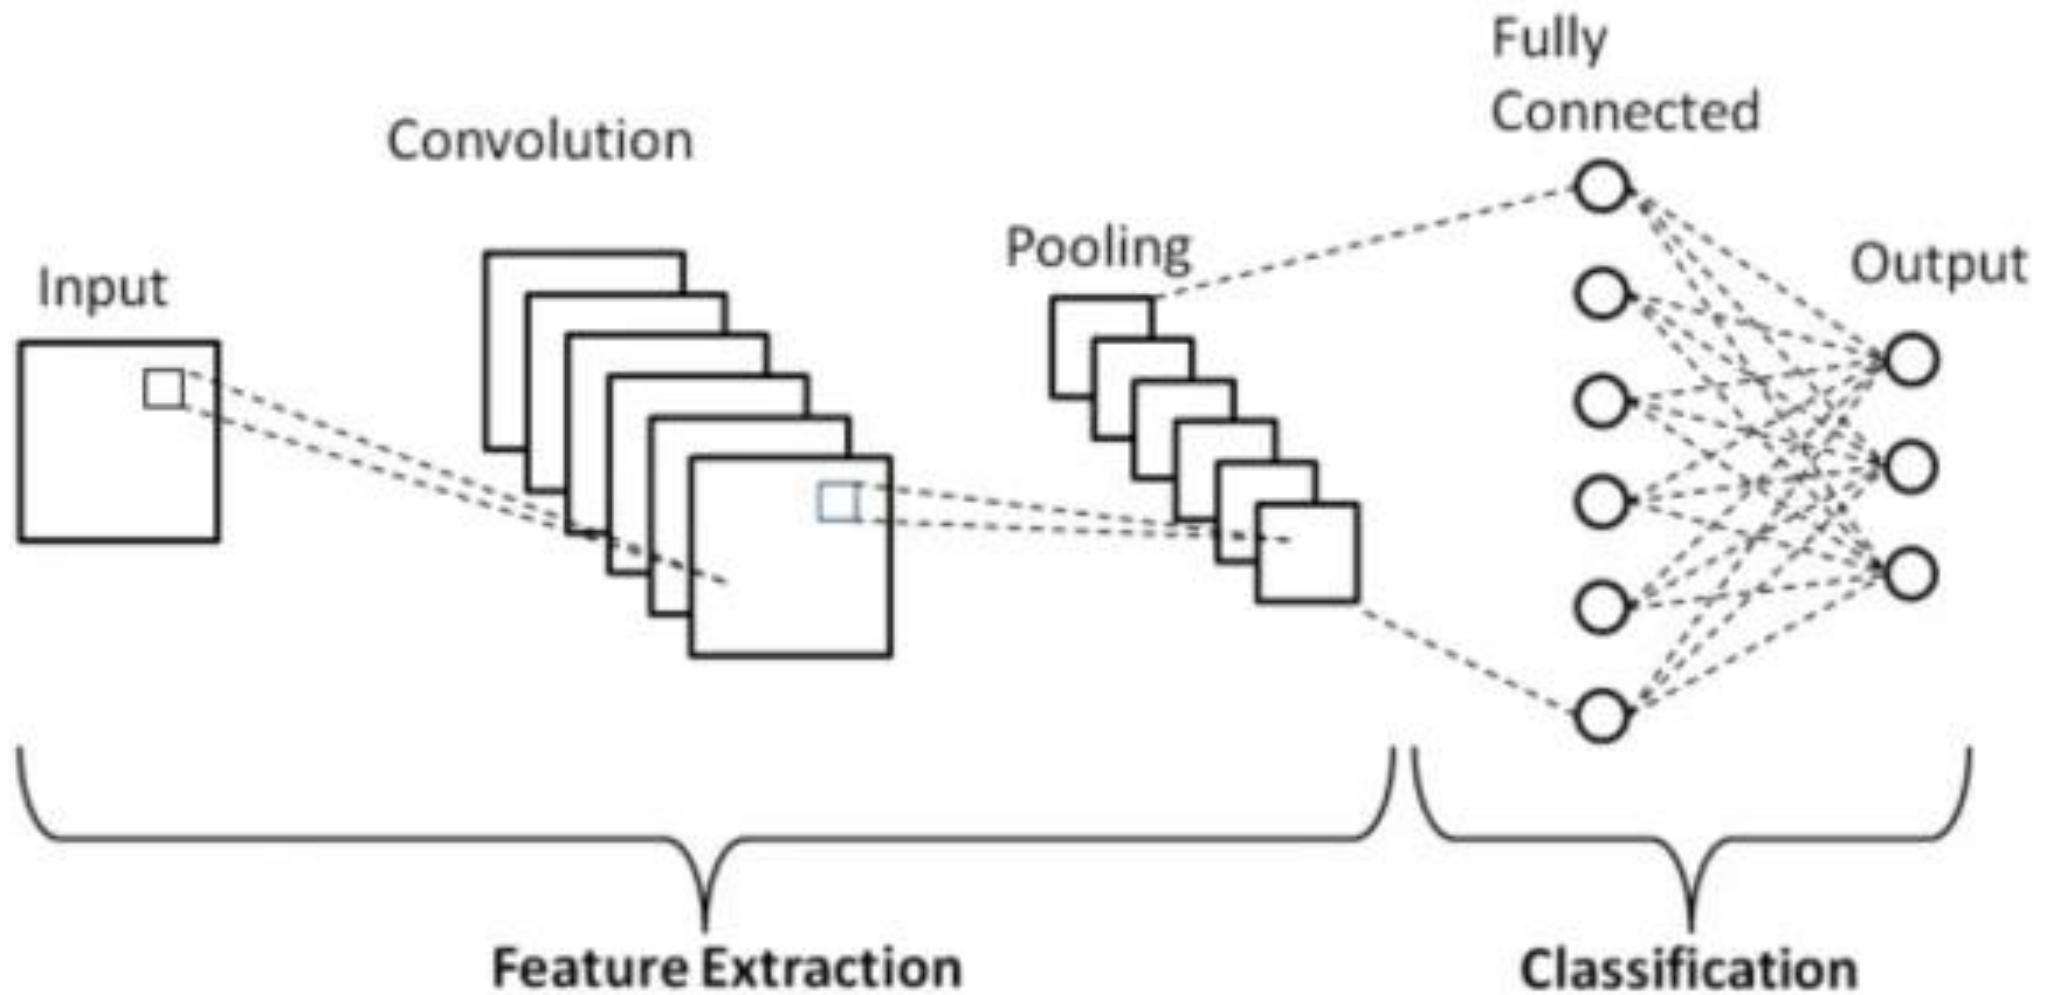 Input
Convolution
Pooling
Fully
Connected
Output
Feature Extraction
Classification